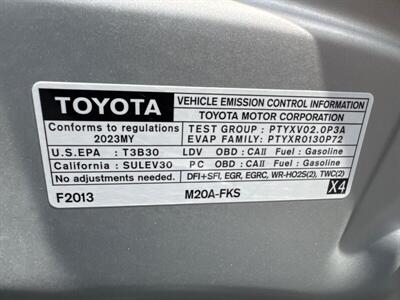 TOYOTA
VEHICLE EMISSION CONTROL INFORMATION
TOYOTA MOTOR CORPORATION
Conforms to regulations
2023MY
TEST GROUP : PTYXV02.0P3A
EVAP FAMILY: PTYXR0130P72
U.S.EPA : T3B30 LDV OBD : CAII Fuel : Gasoline
California : SULEV30 PC OBD : CAII Fuel : Gasoline
No adjustments needed. DFI+SFI, EGR, EGRC, WR-HO2S(2), TWC(2)
F2013 M20A-FKS X4